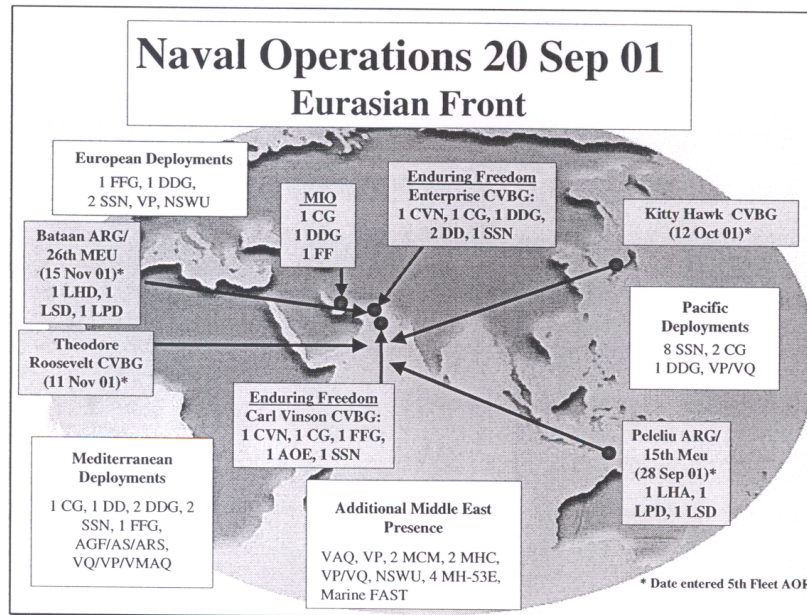 Naval Operations 20 Sep 01
Eurasian Front
European Deployments
1 FFG, 1 DDG,
2 SSN, VP, NSWU
MIO
1 CG
1 DDG
1 FF
Enduring Freedom
Enterprise CVBG:
1 CVN, 1 CG, 1 DDG,
2 DD, 1 SSN
Kitty Hawk CVBG
(12 Oct 01)*
Bataan ARG/
26th MEU
(15 Nov 01)*
1 LHD, 1
LSD, 1 LPD
Pacific
Deployments
8 SSN, 2 CG
1 DDG, VP/VQ
Theodore
Roosevelt CVBG
(11 Nov 01)*
Enduring Freedom
Carl Vinson CVBG:
1 CVN, 1 CG, 1 FFG,
1 AOE, 1 SSN
Peleliu ARG/
15th Meu
(28 Sep 01)*
1 LHA, 1
LPD, 1 LSD
Mediterranean
Deployments
1 CG, 1 DD, 2 DDG, 2
SSN, 1 FFG,
AGF/AS/ARS,
VQ/VP/VMAQ
Additional Middle East
Presence
VAQ, VP, 2 MCM, 2 MHC,
VP/VQ, NSWU, 4 MH-53E,
Marine FAST
* Date entered 5th Fleet AOR